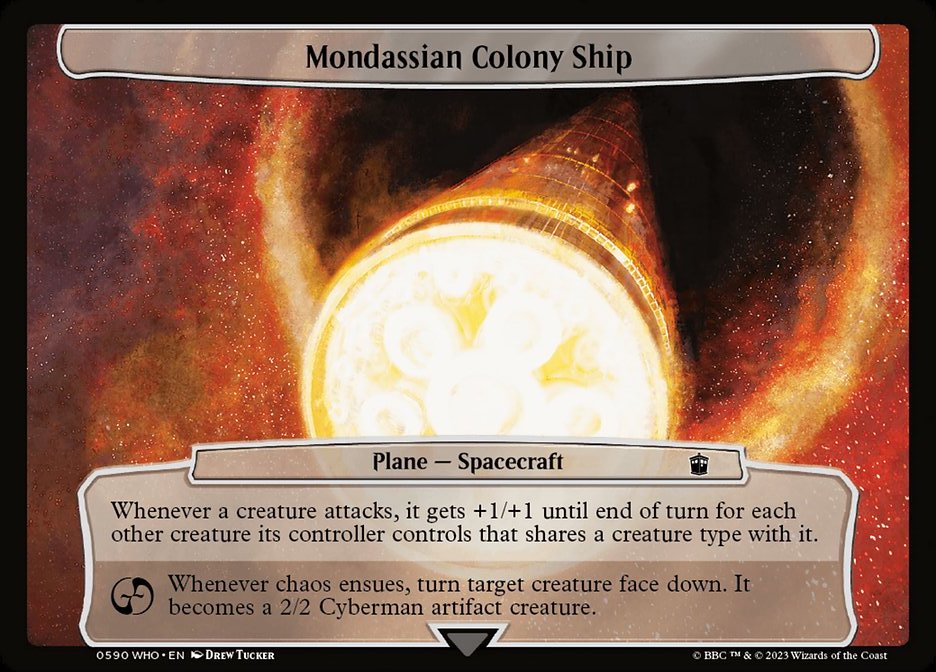 Mondassian Colony Ship
Plane — Spacecraft
Whenever a creature attacks, it gets +1/+1 until end of turn for each
other creature its controller controls that shares a creature type with it.
Whenever chaos ensues, turn target creature face down. It
becomes a 2/2 Cyberman artifact creature.
0590 WHO • EN Drew Tucker
© BBC ™ & © 2023 Wizards of the Coast